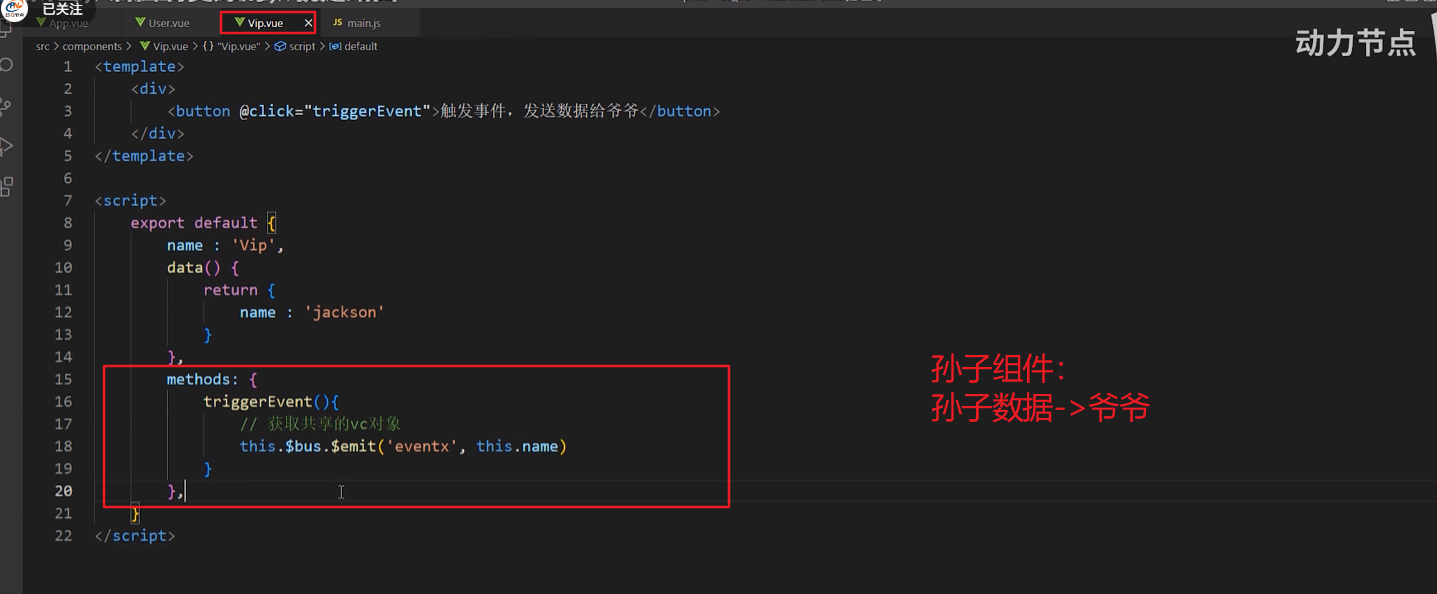 已关注
App.vue User.vue Vip.vue × JS main.js
src > components > Vip.vue > {} "Vip.vue" > script > default
动力节点
1 <template>
2 <div>
3 <button @click="triggerEvent">触发事件，发送数据给爷爷</button>
4 </div>
5 </template>
6
7 <script>
8 export default {
9 name : 'Vip',
10 data() {
11 return {
12 name : 'jackson'
13 }
14 },
15 methods: {
16 triggerEvent(){
17 // 获取共享的vc对象
18 this.$bus.$emit('eventx', this.name)
19 }
20 },
21 }
22 </script>
孙子组件：
孙子数据->爷爷